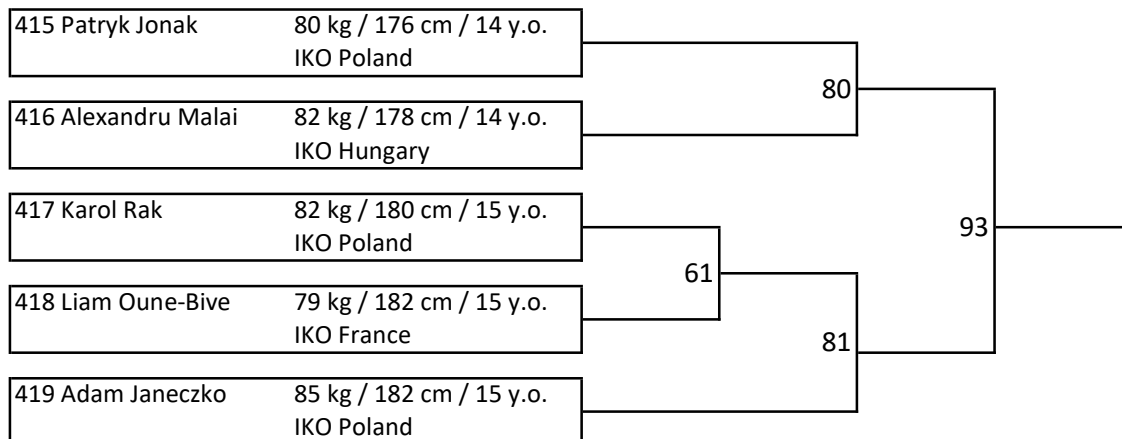 415 Patryk Jonak 80 kg / 176 cm / 14 y.o.
IKO Poland
80
416 Alexandru Malai 82 kg / 178 cm / 14 y.o.
IKO Hungary
417 Karol Rak 82 kg / 180 cm / 15 y.o.
IKO Poland
93
61
418 Liam Oune-Bive 79 kg / 182 cm / 15 y.o.
IKO France
81
419 Adam Janeczko 85 kg / 182 cm / 15 y.o.
IKO Poland